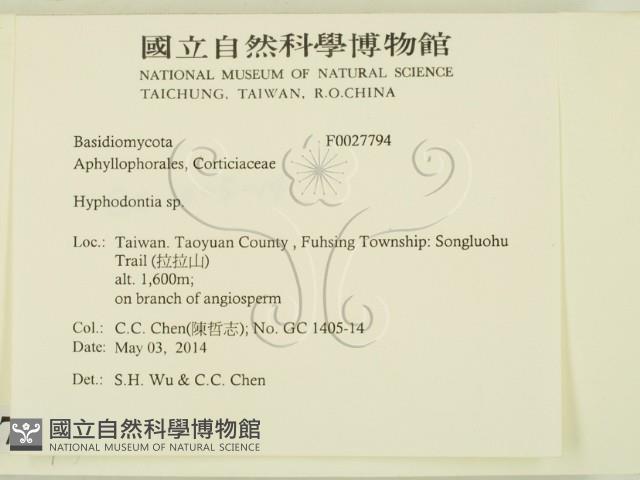 國立自然科學博物館
NATIONAL MUSEUM OF NATURAL SCIENCE
TAICHUNG, TAIWAN, R.O.CHINA
Basidiomycota F0027794
Aphyllophorales, Corticiaceae
Hyphodontia sp.
Loc.: Taiwan. Taoyuan County , Fuhsing Township: Songluohu
Trail (拉拉山)
alt. 1,600m;
on branch of angiosperm
Col.: C.C. Chen(陳哲志); No. GC 1405-14
Date: May 03, 2014
Det.: S.H. Wu & C.C. Chen
國立自然科學博物館
NATIONAL MUSEUM OF NATURAL SCIENCE